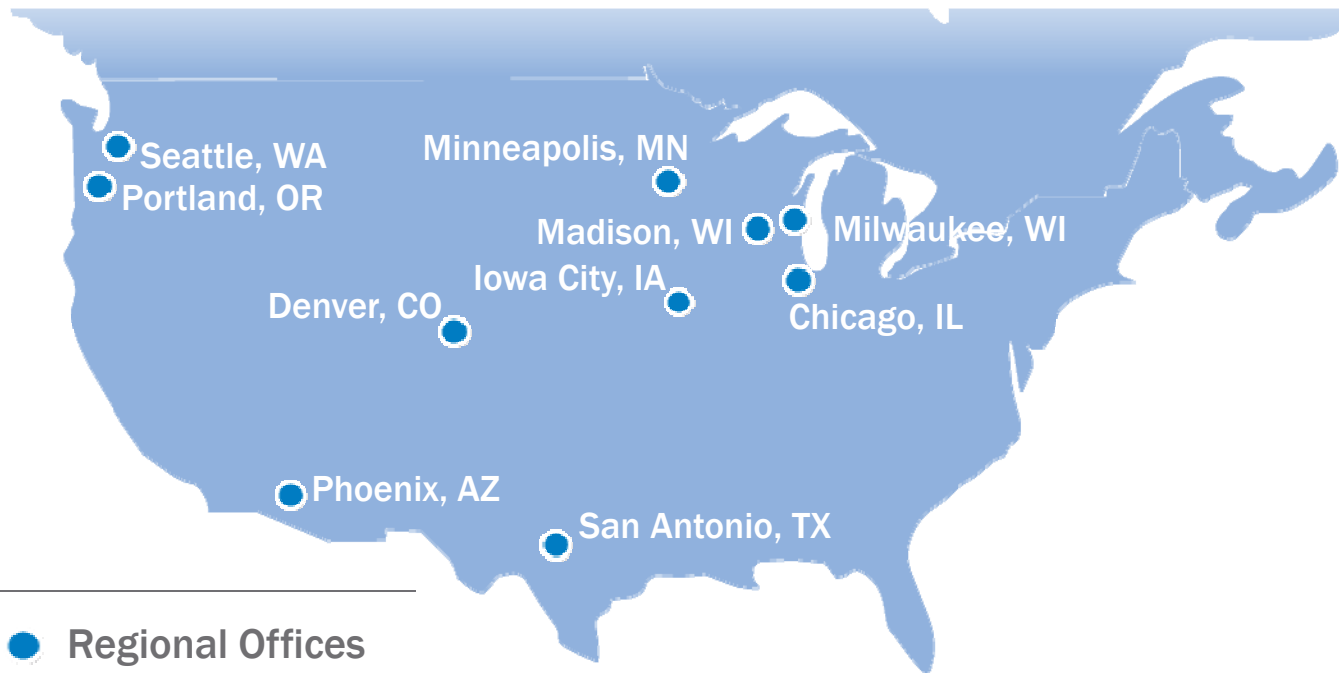 Seattle, WA
Minneapolis, MN
Portland, OR
Madison, WI
Milwaukee, WI
Iowa City, IA
Denver, CO
Chicago, IL
Phoenix, AZ
San Antonio, TX
Regional Offices